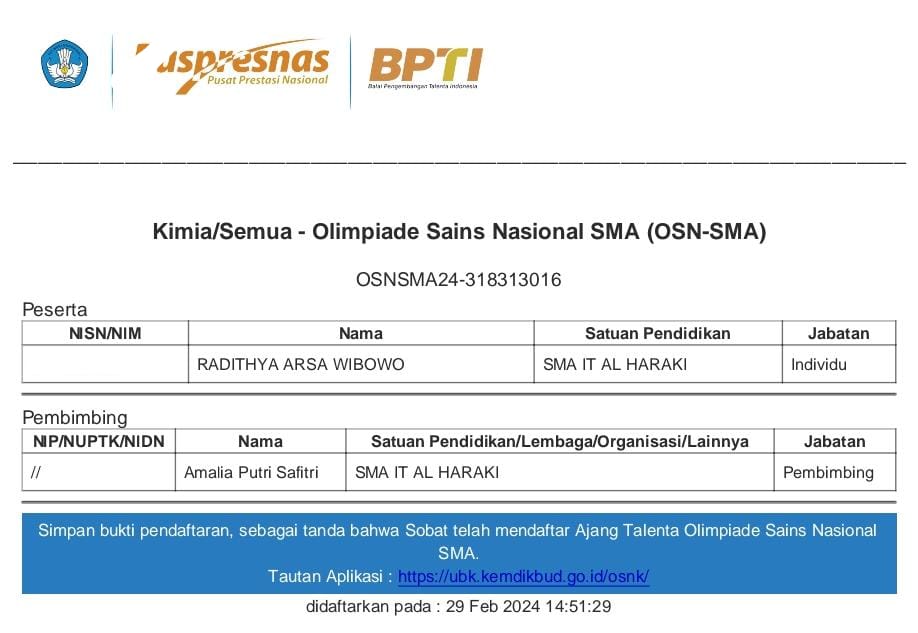 uspresnas
Pusat Prestasi Nasional
BPTI
Balai Pengembangan Talenta Indonesia
Kimia/Semua - Olimpiade Sains Nasional SMA (OSN-SMA)
OSNSMA24-318313016
Peserta
NISN/NIM Nama Satuan Pendidikan Jabatan
RADITHYA ARSA WIBOWO SMA IT AL HARAKI Individu
Pembimbing
NIP/NUPTK/NIDN Nama Satuan Pendidikan/Lembaga/Organisasi/Lainnya Jabatan
// Amalia Putri Safitri SMA IT AL HARAKI Pembimbing
Simpan bukti pendaftaran, sebagai tanda bahwa Sobat telah mendaftar Ajang Talenta Olimpiade Sains Nasional
SMA.
Tautan Aplikasi : https://ubk.kemdikbud.go.id/osnk/
didaftarkan pada : 29 Feb 2024 14:51:29